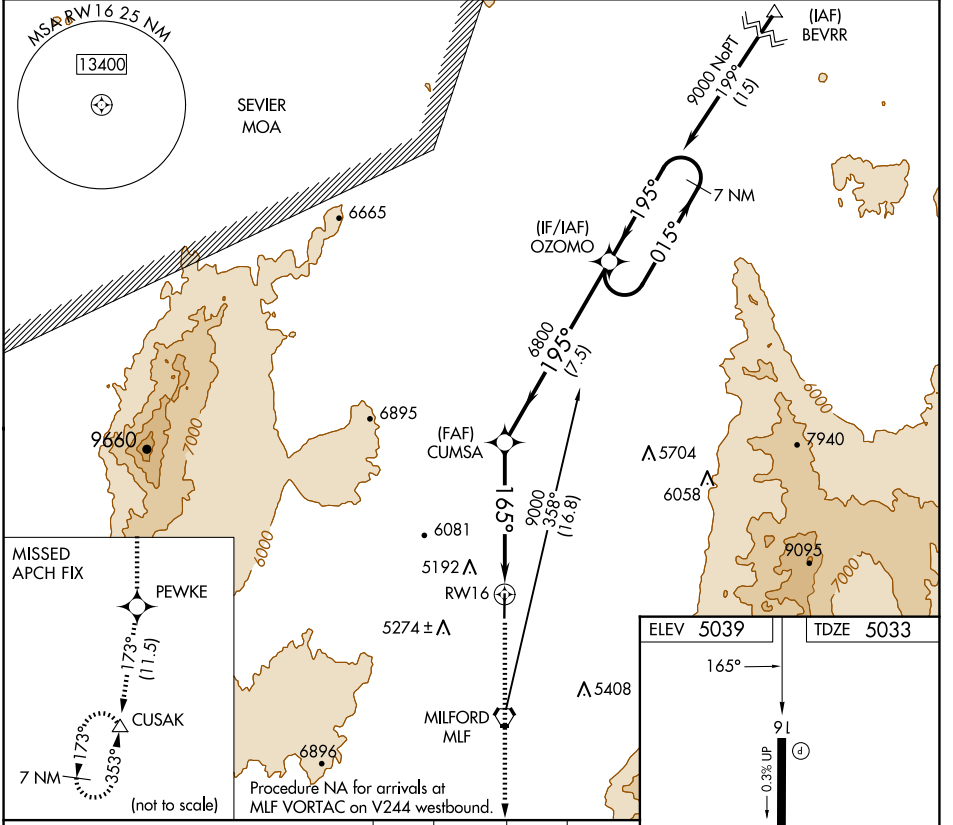 MSA RW16 25 NM
13400
SEVIER
MOA
(IAF)
BEVRR
9000 NoPT
199°
(15)
195°
7 NM
015°
(IF/IAF)
OZOMO
6665
6800
195°
(7.5)
6895
9660
7000
(FAF)
CUMSA
5704
6058
7940
6000
9000
358°
(16.8)
165°
6081
5192
RW16
9095
7000
6000
5274±
MISSED
APCH FIX
PEWKE
173°
(11.5)
CUSAK
173°
353°
7 NM
(not to scale)
5408
MILFORD
MLF
6896
Procedure NA for arrivals at
MLF VORTAC on V244 westbound.
ELEV 5039
TDZE 5033
165°
16
P
0.3% UP